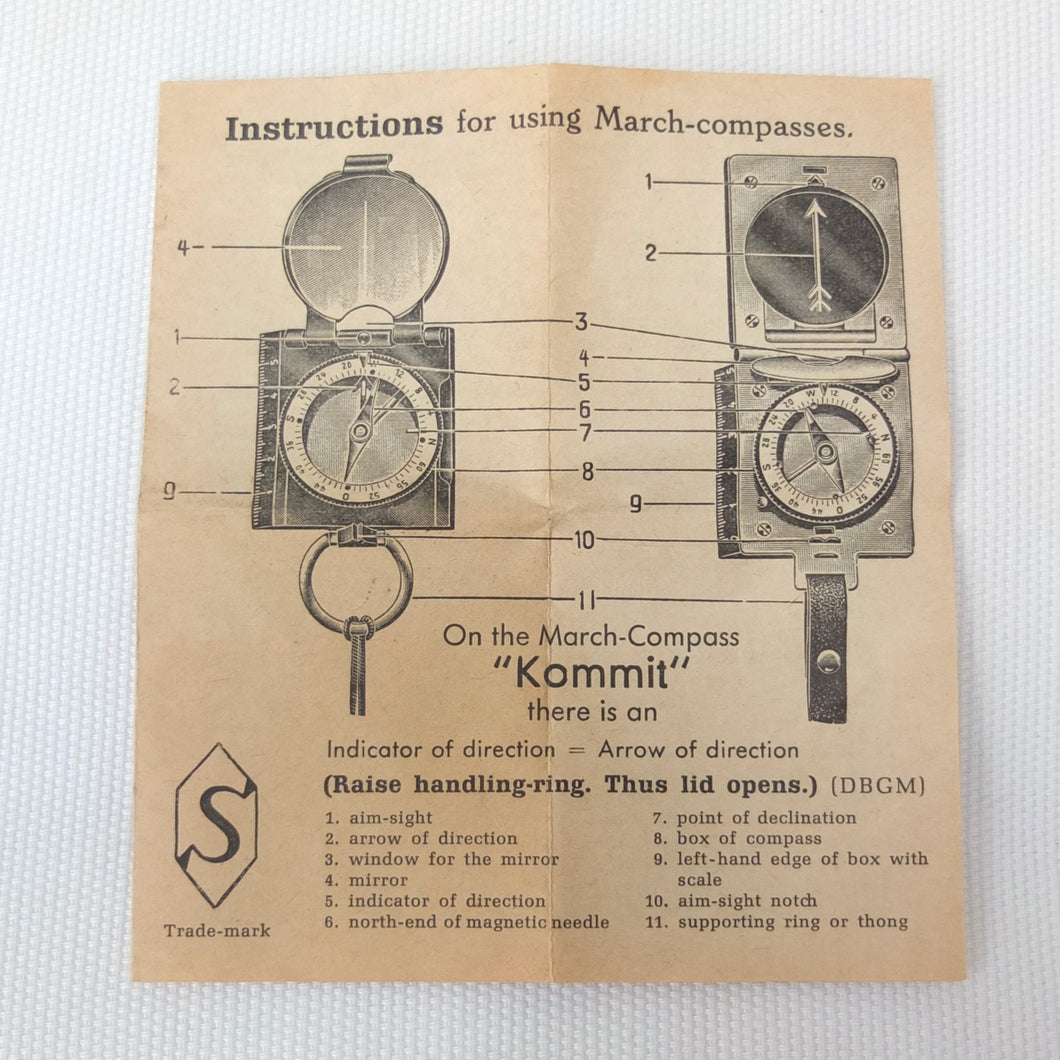 Instructions for using March-compasses.
1
4
2
1
3
4
5
2
6
7
8
9
9
10
11
On the March-Compass
"Kommit"
there is an
Indicator of direction = Arrow of direction
(Raise handling-ring. Thus lid opens.) (DBGM)
1. aim-sight
2. arrow of direction
3. window for the mirror
4. mirror
5. indicator of direction
6. north-end of magnetic needle
7. point of declination
8. box of compass
9. left-hand edge of box with
scale
10. aim-sight notch
11. supporting ring or thong
S
Trade-mark